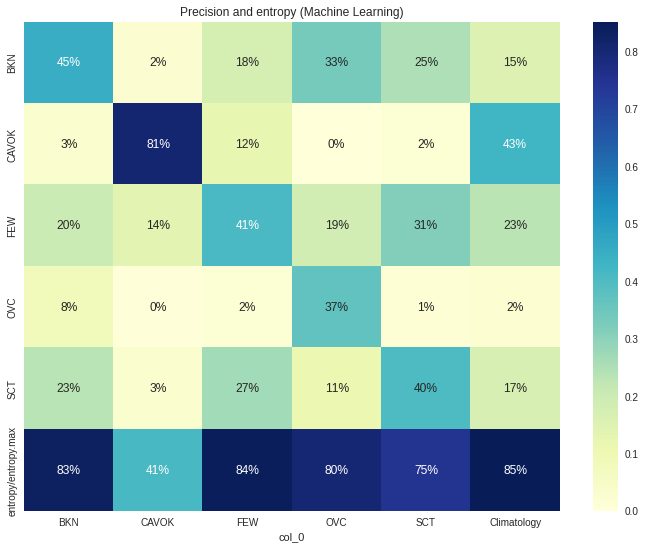 Precision and entropy (Machine Learning)
BKN 45% 2% 18% 33% 25% 15%
CAVOK 3% 81% 12% 0% 2% 43%
FEW 20% 14% 41% 19% 31% 23%
OVC 8% 0% 2% 37% 1% 2%
SCT 23% 3% 27% 11% 40% 17%
entropy/entropy.max 83% 41% 84% 80% 75% 85%
BKN CAVOK FEW OVC SCT Climatology
col_0
0.8
0.7
0.6
0.5
0.4
0.3
0.2
0.1
0.0